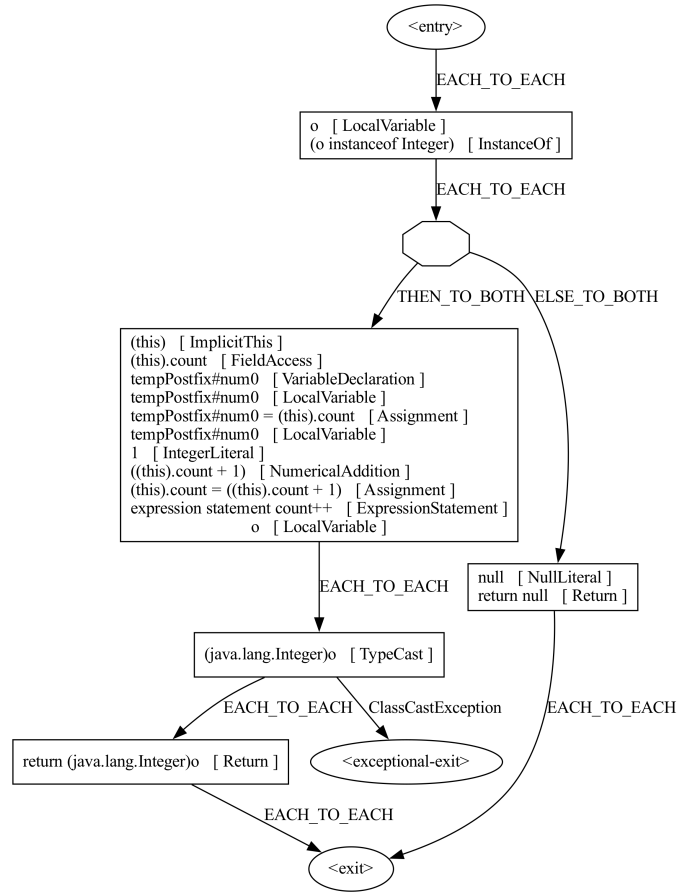 <entry>
EACH_TO_EACH
o [ LocalVariable ]
(o instanceof Integer) [ InstanceOf ]
EACH_TO_EACH
THEN_TO_BOTH ELSE_TO_BOTH
(this) [ ImplicitThis ]
(this).count [ FieldAccess ]
tempPostfix#num0 [ VariableDeclaration ]
tempPostfix#num0 [ LocalVariable ]
tempPostfix#num0 = (this).count [ Assignment ]
tempPostfix#num0 [ LocalVariable ]
1 [ IntegerLiteral ]
((this).count + 1) [ NumericalAddition ]
(this).count = ((this).count + 1) [ Assignment ]
expression statement count++ [ ExpressionStatement ]
o [ LocalVariable ]
null [ NullLiteral ]
return null [ Return ]
EACH_TO_EACH
(java.lang.Integer)o [ TypeCast ]
EACH_TO_EACH ClassCastException
EACH_TO_EACH
return (java.lang.Integer)o [ Return ]
<exceptional-exit>
EACH_TO_EACH
<exit>